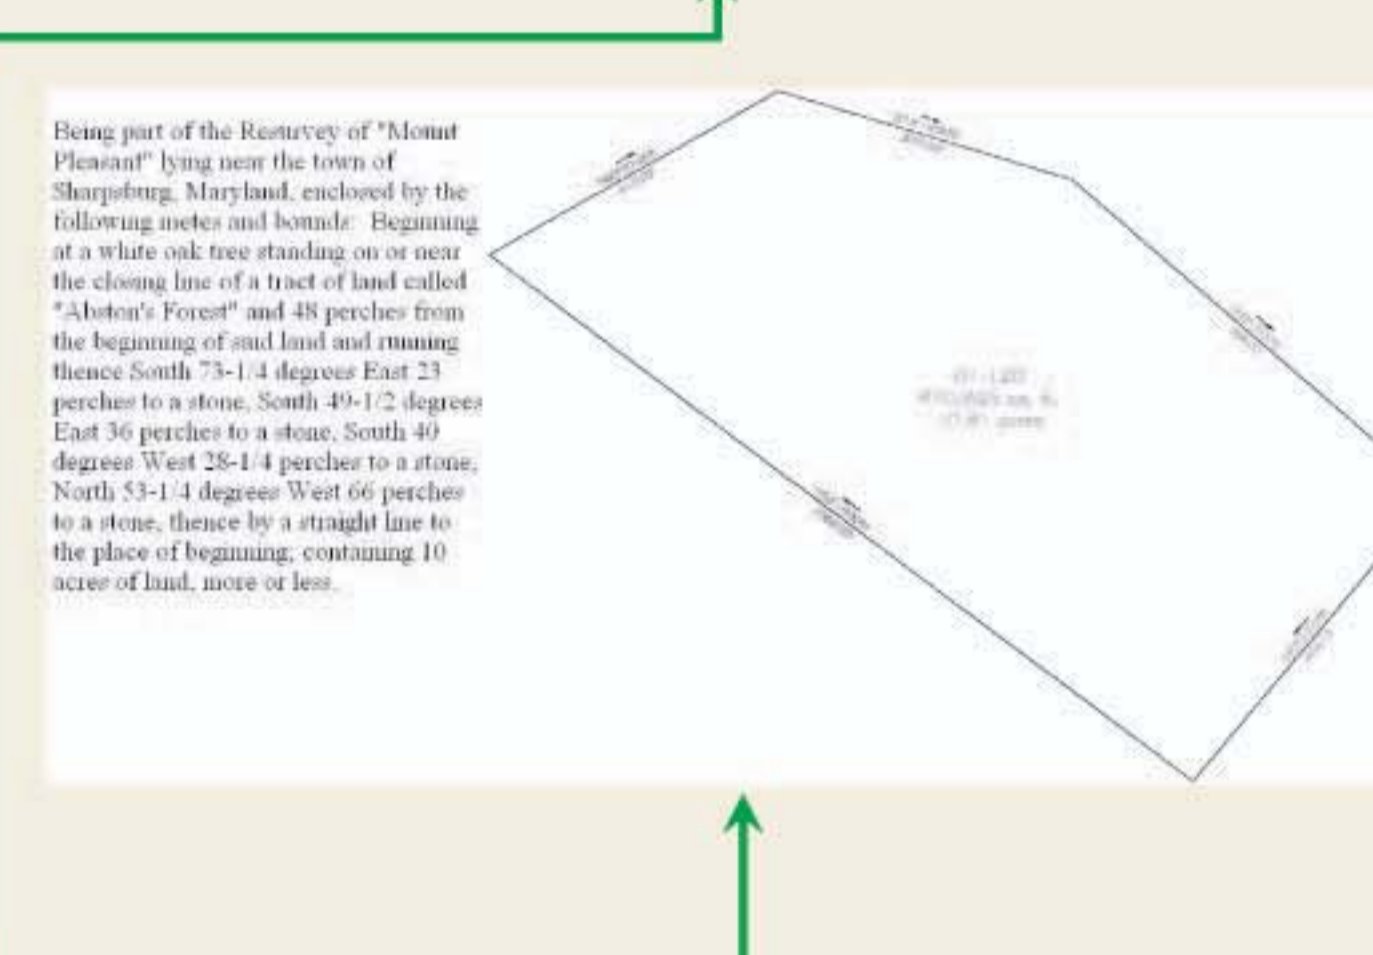 Being part of the Resurvey of "Mount
Pleasant" lying near the town of
Sharpsburg, Maryland, enclosed by the
following metes and bounds: Beginning
at a white oak tree standing on or near
the closing line of a tract of land called
"Abston's Forest" and 48 perches from
the beginning of said land and running
thence South 73-1/4 degrees East 23
perches to a stone, South 49-1/2 degrees
East 36 perches to a stone, South 40
degrees West 28-1/4 perches to a stone,
North 53-1/4 degrees West 66 perches
to a stone, thence by a straight line to
the place of beginning; containing 10
acres of land, more or less.
acres